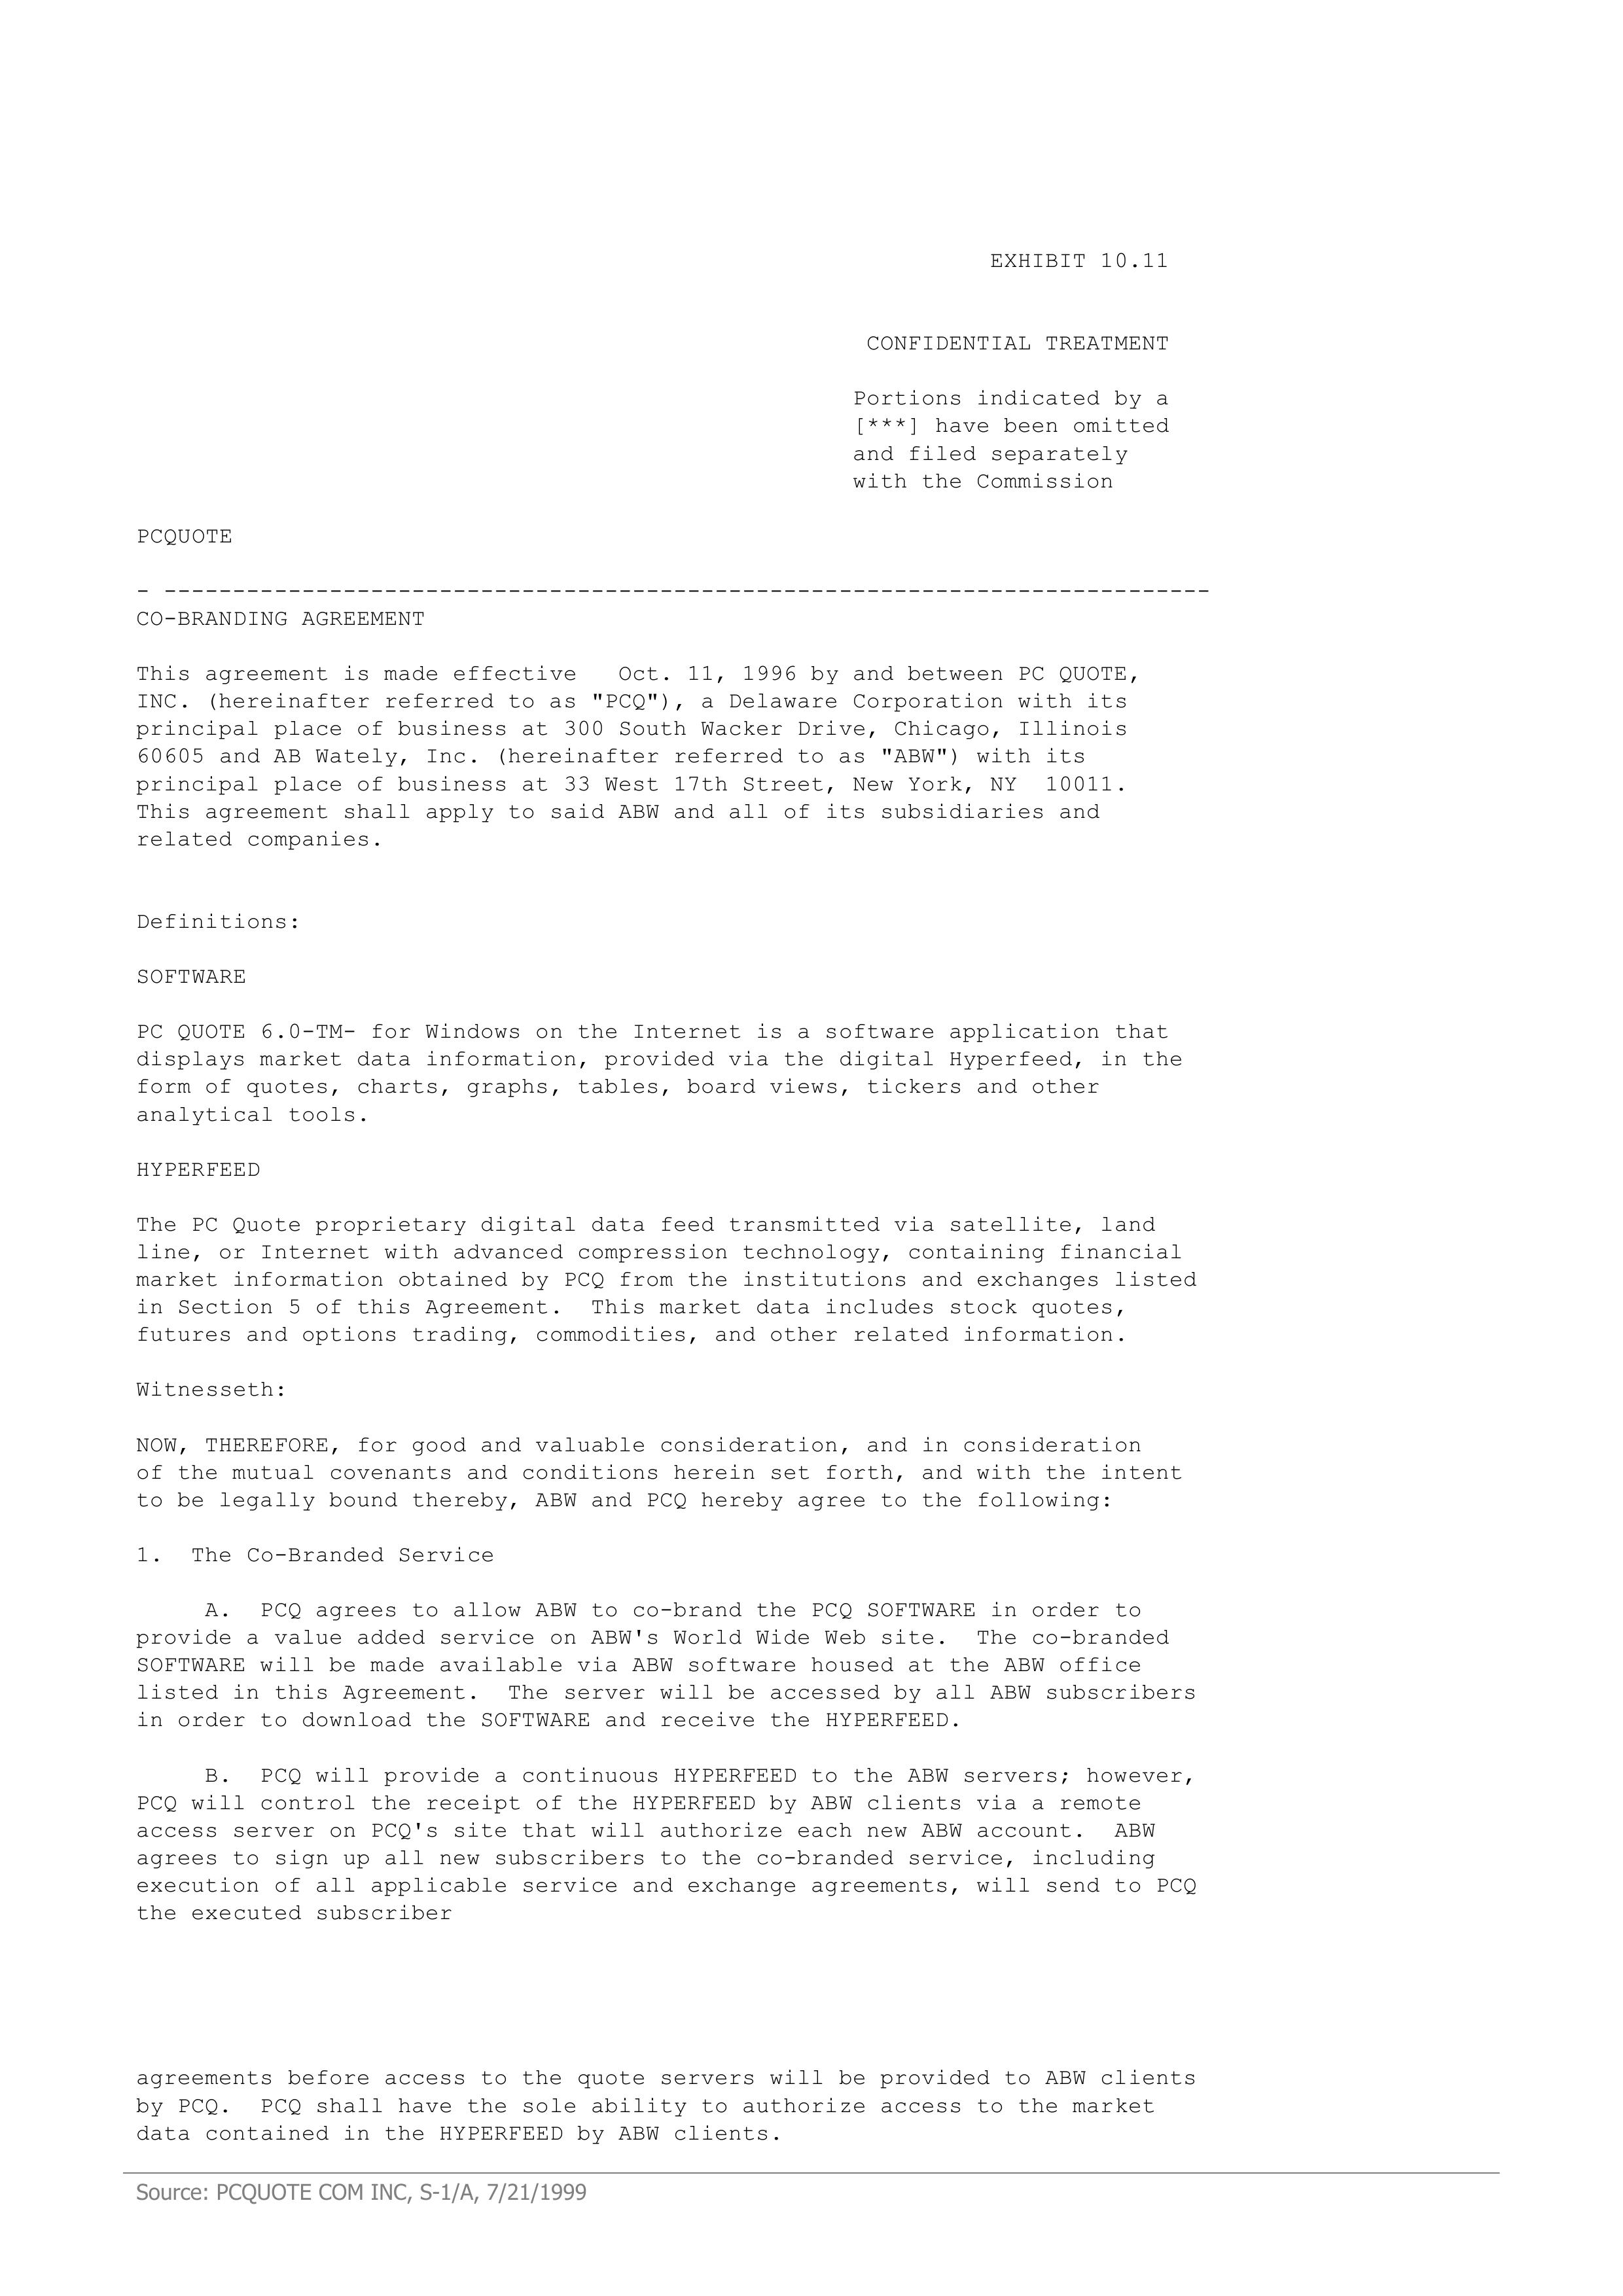 EXHIBIT 10.11
CONFIDENTIAL TREATMENT
Portions indicated by a
[***] have been omitted
and filed separately
with the Commission
PCQUOTE
- ----------------------------------------------------------------------------
CO-BRANDING AGREEMENT
This agreement is made effective   Oct. 11, 1996 by and between PC QUOTE,
INC. (hereinafter referred to as "PCQ"), a Delaware Corporation with its
principal place of business at 300 South Wacker Drive, Chicago, Illinois
60605 and AB Wately, Inc. (hereinafter referred to as "ABW") with its
principal place of business at 33 West 17th Street, New York, NY  10011.
This agreement shall apply to said ABW and all of its subsidiaries and
related companies.
Definitions:
SOFTWARE
PC QUOTE 6.0-TM- for Windows on the Internet is a software application that
displays market data information, provided via the digital Hyperfeed, in the
form of quotes, charts, graphs, tables, board views, tickers and other
analytical tools.
HYPERFEED
The PC Quote proprietary digital data feed transmitted via satellite, land
line, or Internet with advanced compression technology, containing financial
market information obtained by PCQ from the institutions and exchanges listed
in Section 5 of this Agreement.  This market data includes stock quotes,
futures and options trading, commodities, and other related information.
Witnesseth:
NOW, THEREFORE, for good and valuable consideration, and in consideration
of the mutual covenants and conditions herein set forth, and with the intent
to be legally bound thereby, ABW and PCQ hereby agree to the following:
1.  The Co-Branded Service
A.  PCQ agrees to allow ABW to co-brand the PCQ SOFTWARE in order to
provide a value added service on ABW's World Wide Web site.  The co-branded
SOFTWARE will be made available via ABW software housed at the ABW office
listed in this Agreement.  The server will be accessed by all ABW subscribers
in order to download the SOFTWARE and receive the HYPERFEED.
B.  PCQ will provide a continuous HYPERFEED to the ABW servers; however,
PCQ will control the receipt of the HYPERFEED by ABW clients via a remote
access server on PCQ's site that will authorize each new ABW account.  ABW
agrees to sign up all new subscribers to the co-branded service, including
execution of all applicable service and exchange agreements, will send to PCQ
the executed subscriber
agreements before access to the quote servers will be provided to ABW clients
by PCQ.  PCQ shall have the sole ability to authorize access to the market
data contained in the HYPERFEED by ABW clients.
Source: PCQUOTE COM INC, S-1/A, 7/21/1999